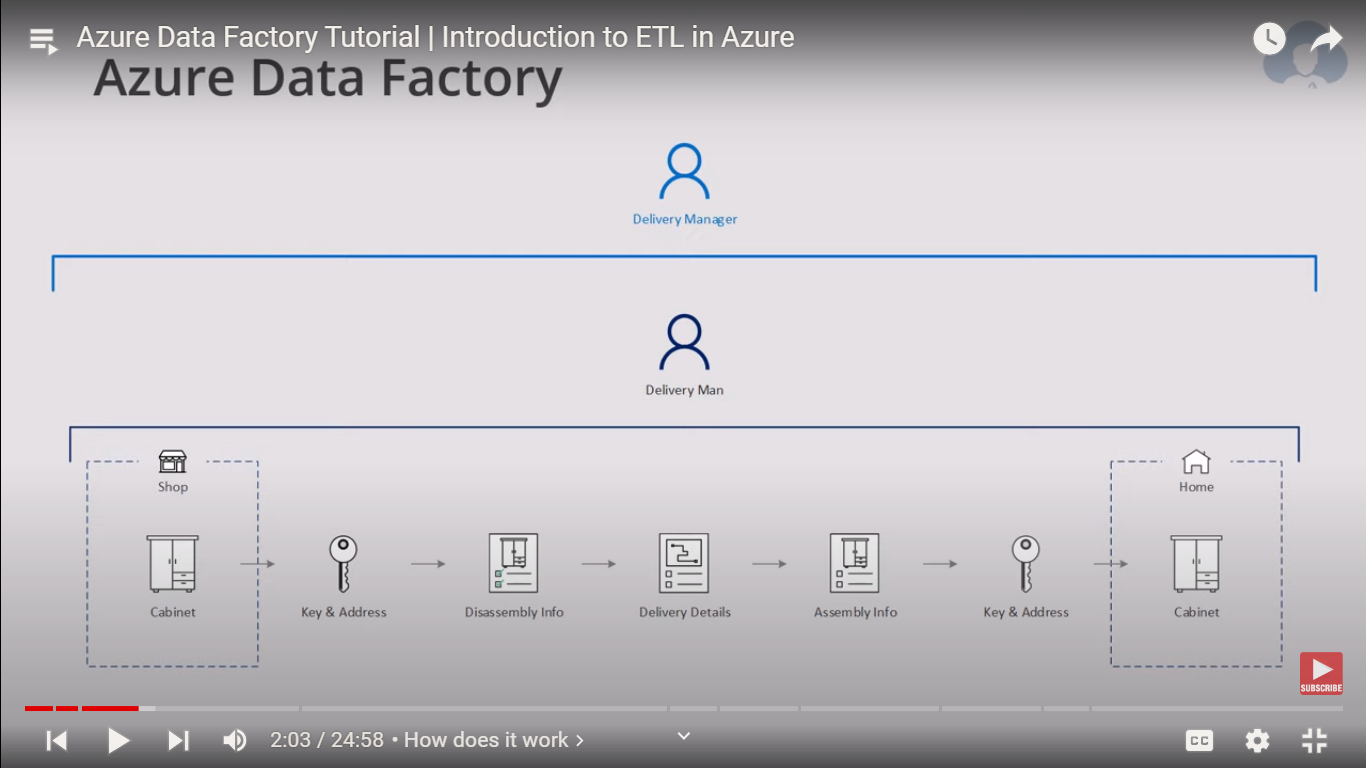 Azure Data Factory Tutorial | Introduction to ETL in Azure
Azure Data Factory
Delivery Manager
Delivery Man
Shop
Home
Cabinet
Key & Address
Disassembly Info
Delivery Details
Assembly Info
Key & Address
Cabinet
SUBSCRIBE
2:03 / 24:58 • How does it work >
CC